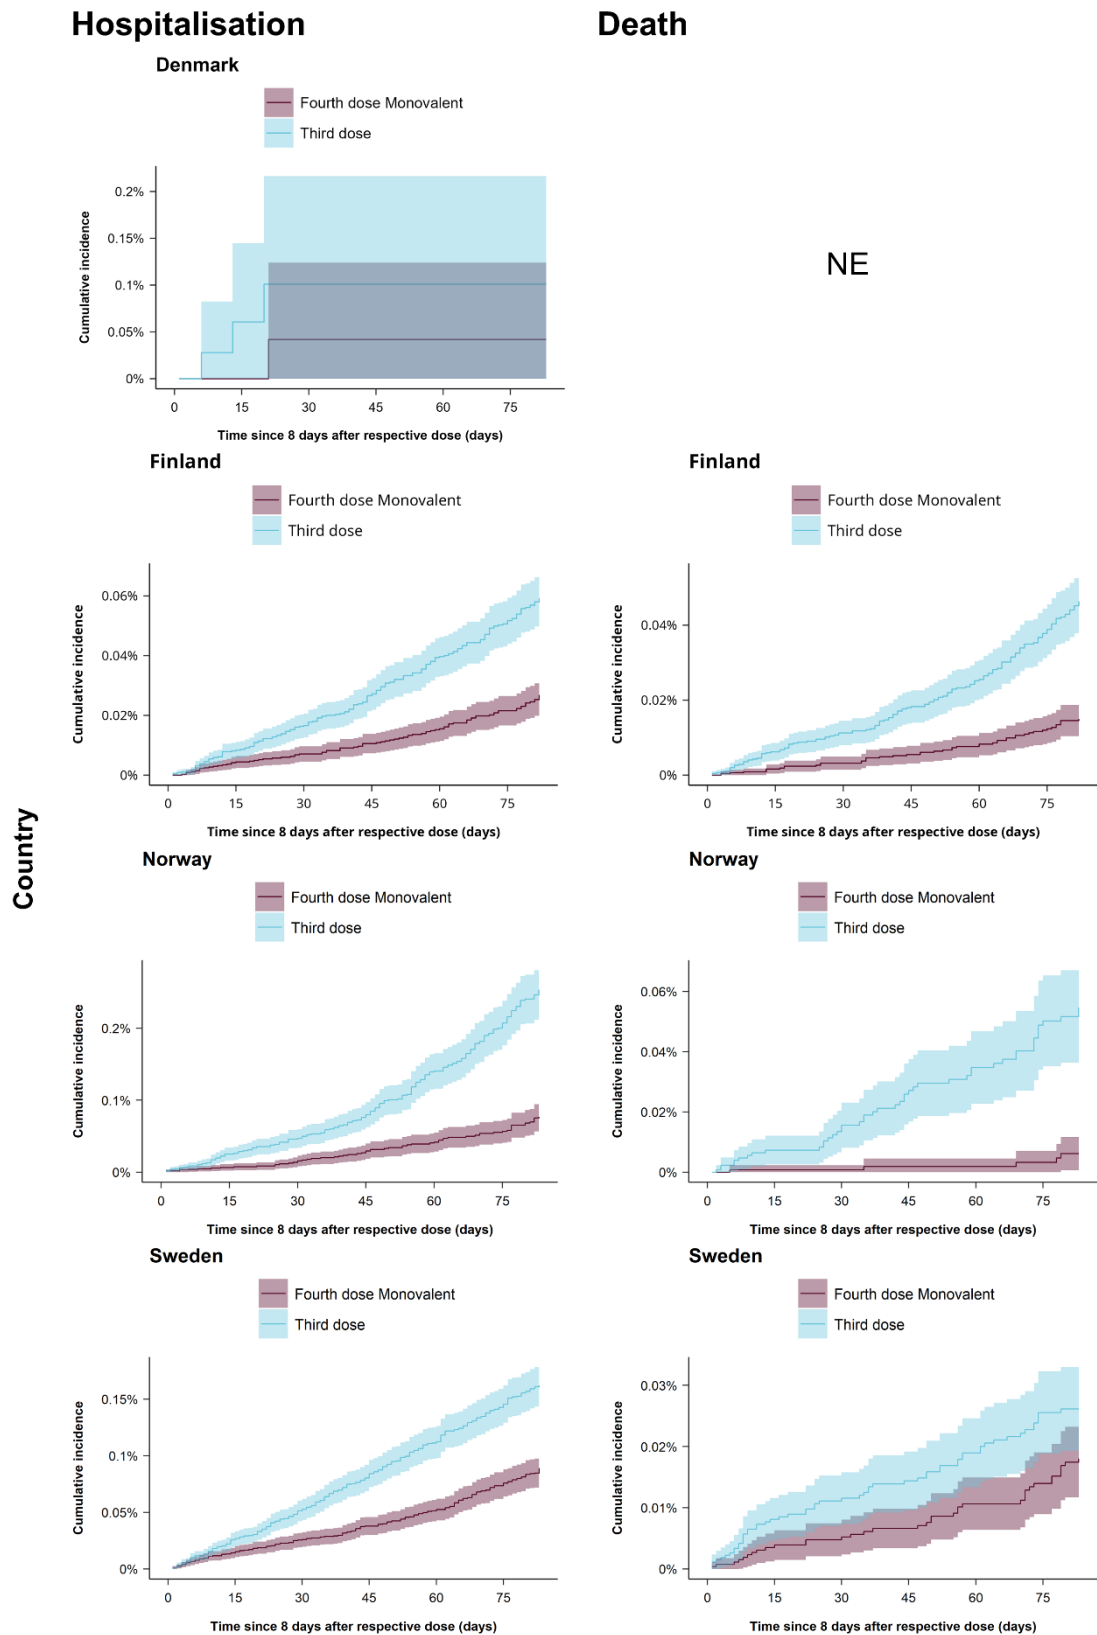 Hospitalisation
Death
Country
Denmark
Fourth dose Monovalent
Third dose
Cumulative incidence
0.2%
0.15%
0.1%
0.05%
0%
0 15 30 45 60 75
Time since 8 days after respective dose (days)
NE
Finland
Fourth dose Monovalent
Third dose
Cumulative incidence
0.06%
0.04%
0.02%
0%
0 15 30 45 60 75
Time since 8 days after respective dose (days)
Finland
Fourth dose Monovalent
Third dose
Cumulative incidence
0.04%
0.02%
0%
0 15 30 45 60 75
Time since 8 days after respective dose (days)
Norway
Fourth dose Monovalent
Third dose
Cumulative incidence
0.2%
0.1%
0%
0 15 30 45 60 75
Time since 8 days after respective dose (days)
Norway
Fourth dose Monovalent
Third dose
Cumulative incidence
0.06%
0.04%
0.02%
0%
0 15 30 45 60 75
Time since 8 days after respective dose (days)
Sweden
Fourth dose Monovalent
Third dose
Cumulative incidence
0.15%
0.1%
0.05%
0%
0 15 30 45 60 75
Time since 8 days after respective dose (days)
Sweden
Fourth dose Monovalent
Third dose
Cumulative incidence
0.03%
0.02%
0.01%
0%
0 15 30 45 60 75
Time since 8 days after respective dose (days)